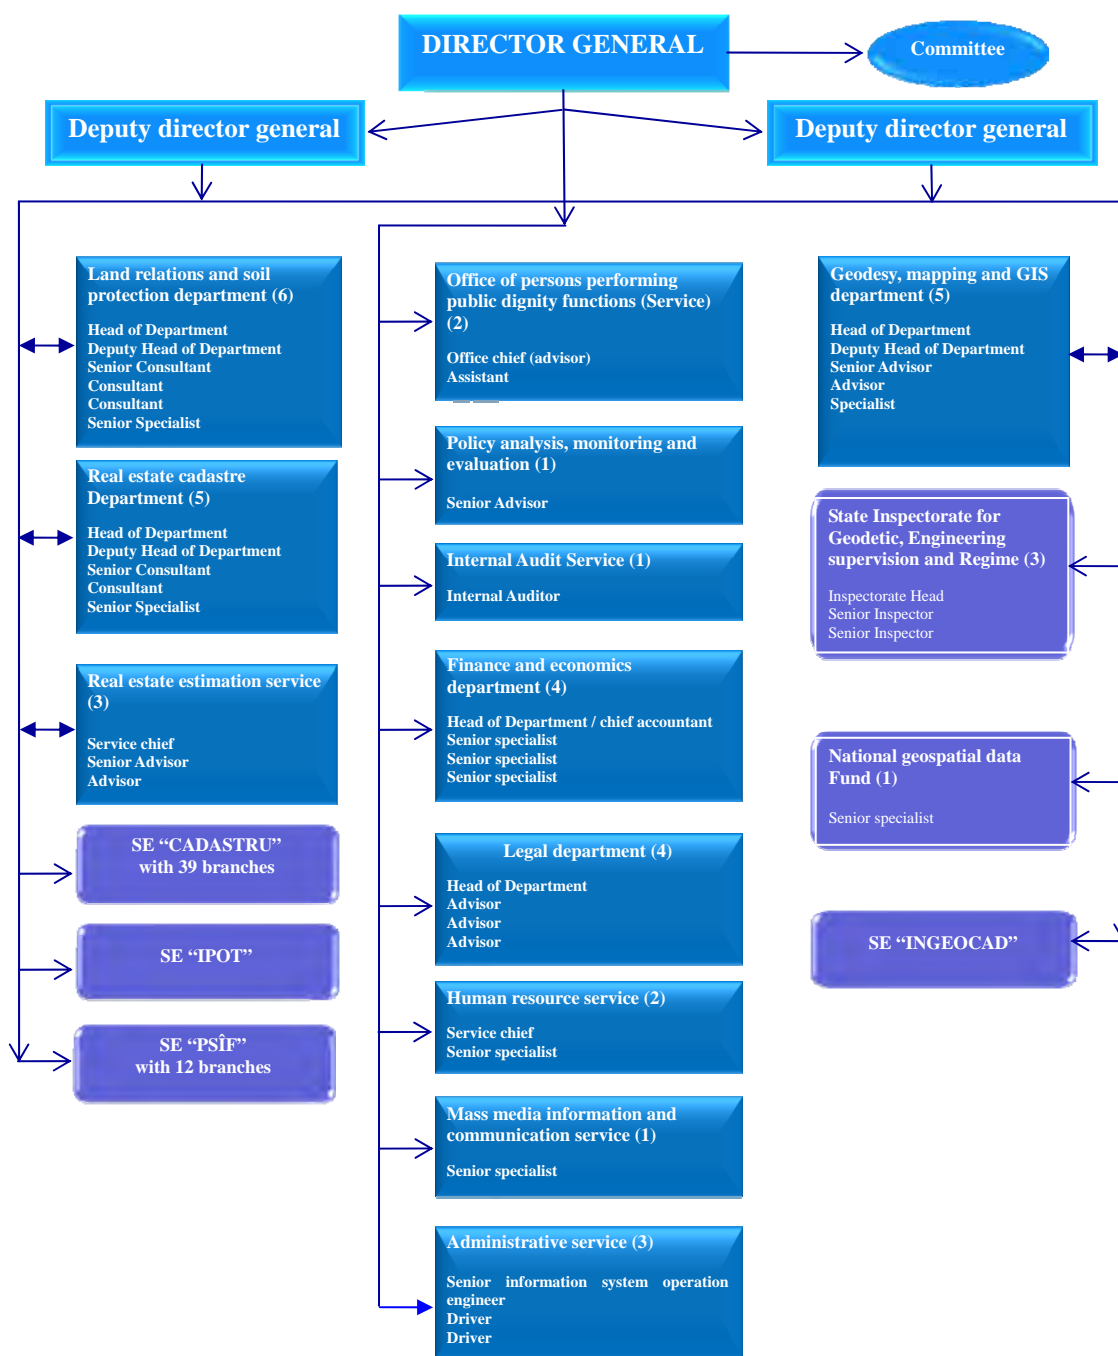 DIRECTOR GENERAL
Committee
Deputy director general
Deputy director general
Land relations and soil
protection department (6)
Head of Department
Deputy Head of Department
Senior Consultant
Consultant
Consultant
Senior Specialist
Real estate cadastre
Department (5)
Head of Department
Deputy Head of Department
Senior Consultant
Consultant
Senior Specialist
Real estate estimation service
(3)
Service chief
Senior Advisor
Advisor
SE “CADASTRU”
with 39 branches
SE “IPOT”
SE “PSÎF”
with 12 branches
Office of persons performing
public dignity functions (Service)
(2)
Office chief (advisor)
Assistant
Policy analysis, monitoring and
evaluation (1)
Senior Advisor
Internal Audit Service (1)
Internal Auditor
Finance and economics
department (4)
Head of Department / chief accountant
Senior specialist
Senior specialist
Senior specialist
Legal department (4)
Head of Department
Advisor
Advisor
Advisor
Human resource service (2)
Service chief
Senior specialist
Mass media information and
communication service (1)
Senior specialist
Administrative service (3)
Senior information system operation
engineer
Driver
Driver
Geodesy, mapping and GIS
department (5)
Head of Department
Deputy Head of Department
Senior Advisor
Advisor
Specialist
State Inspectorate for
Geodetic, Engineering
supervision and Regime (3)
Inspectorate Head
Senior Inspector
Senior Inspector
National geospatial data
Fund (1)
Senior specialist
SE “INGEOCAD”